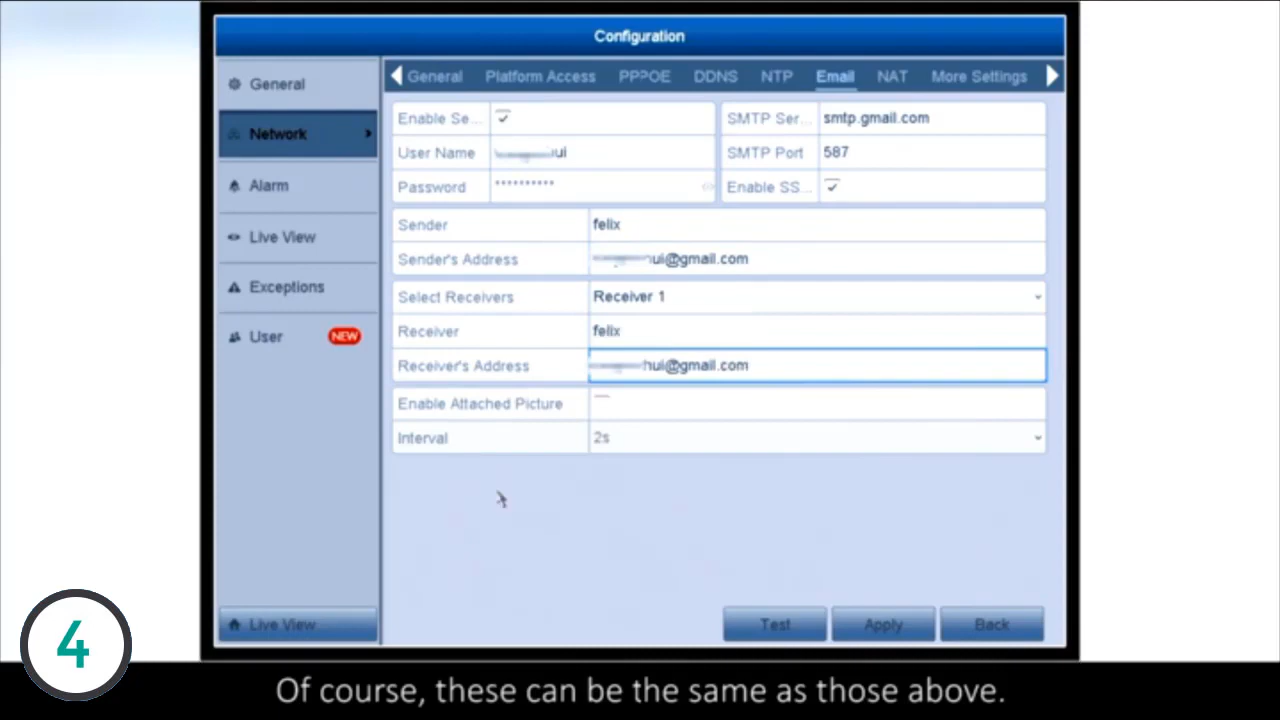 Configuration
General
Network
Alarm
Live View
Exceptions
User NEW
Live View
General Platform Access PPPOE DDNS NTP Email NAT More Settings
Enable Se...
User Name ui
Password **********
SMTP Ser... smtp.gmail.com
SMTP Port 587
Enable SS...
Sender felix
Sender's Address ui@gmail.com
Select Receivers Receiver 1
Receiver felix
Receiver's Address hui@gmail.com
Enable Attached Picture
Interval 2s
Test Apply Back
4
Of course, these can be the same as those above.